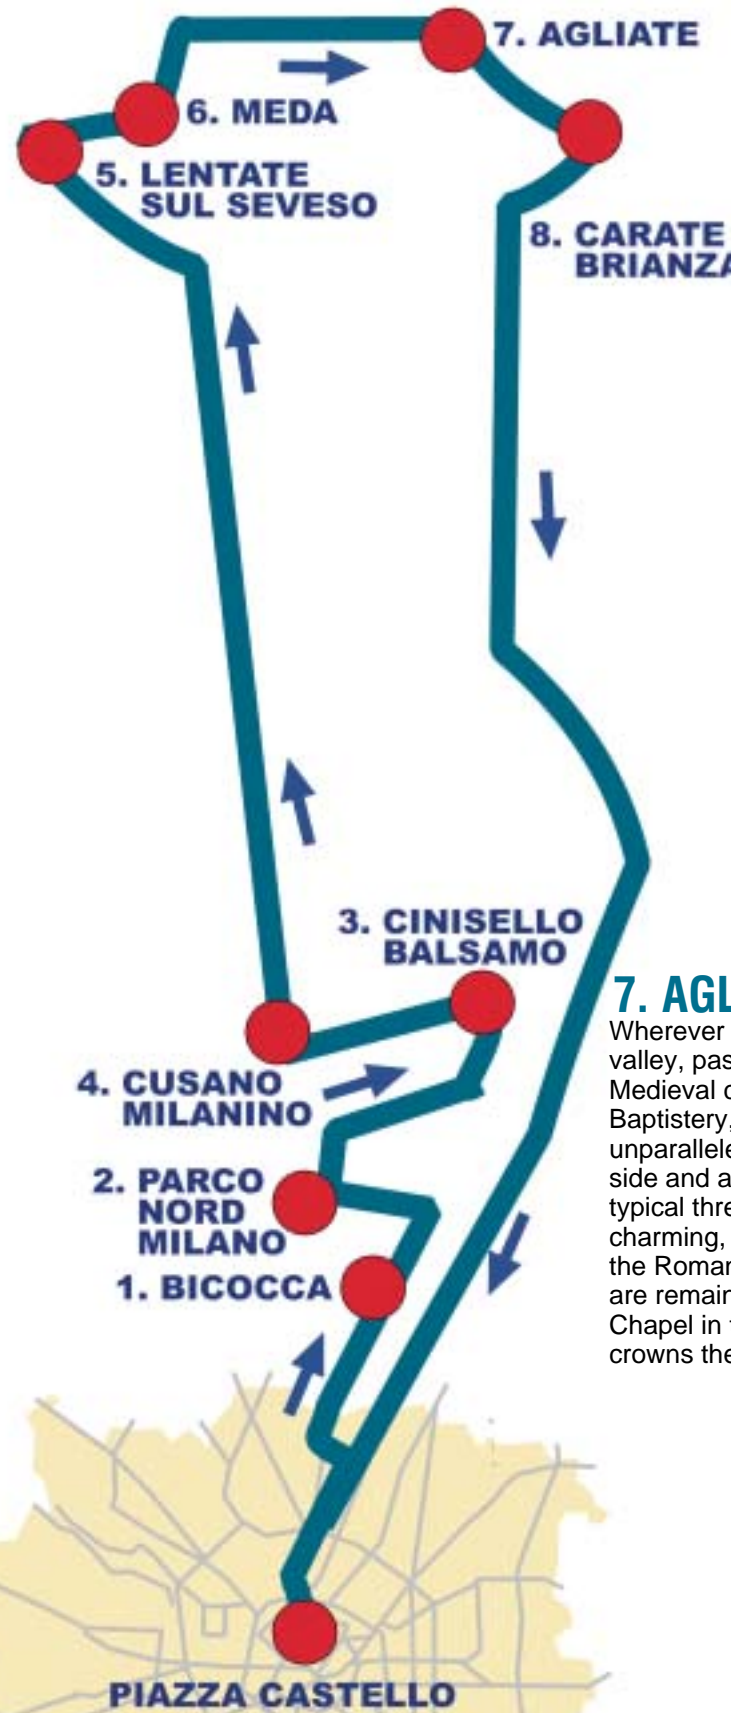 7. AGLIATE
6. MEDA
5. LENTATE
SUL SEVESO
8. CARATE
BRIANZA
3. CINISELLO
BALSAMO
4. CUSANO
MILANINO
2. PARCO
NORD
MILANO
1. BICOCCA
PIAZZA CASTELLO
7. AGL
Wherever
valley, pas
Medieval
Baptistery,
unparallele
side and a
typical thre
charming,
the Roman
are remain
Chapel in
crowns the